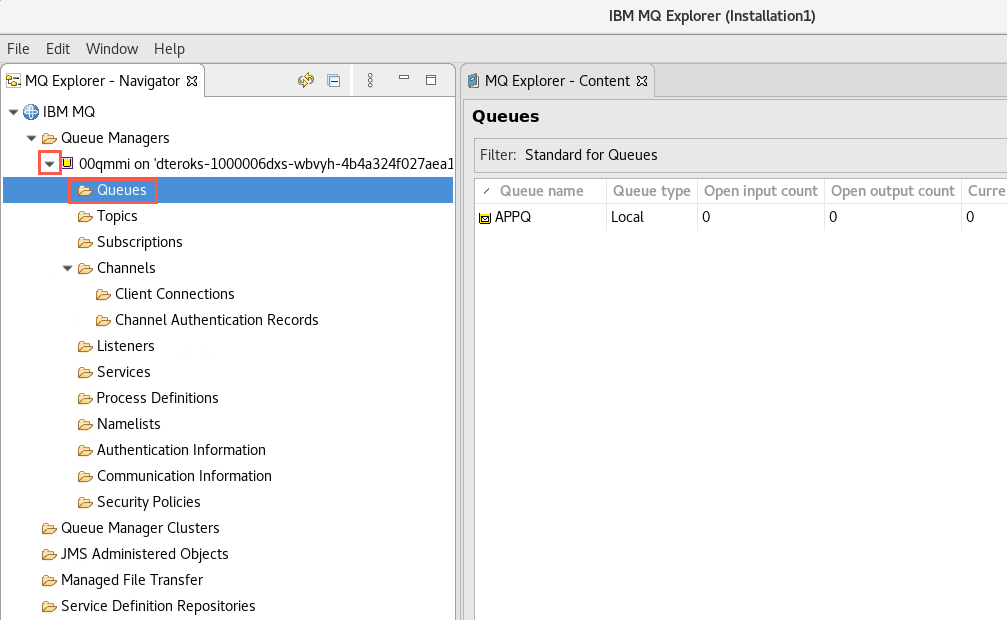 IBM MQ Explorer (Installation1)
File Edit Window Help
MQ Explorer - Navigator
IBM MQ
Queue Managers
00qmmi on 'dteroks-1000006dxs-wbvyh-4b4a324f027aea1
Queues
Topics
Subscriptions
Channels
Client Connections
Channel Authentication Records
Listeners
Services
Process Definitions
Namelists
Authentication Information
Communication Information
Security Policies
Queue Manager Clusters
JMS Administered Objects
Managed File Transfer
Service Definition Repositories
MQ Explorer - Content
Queues
Filter: Standard for Queues
Queue name Queue type Open input count Open output count Curre
APPQ Local 0 0 0